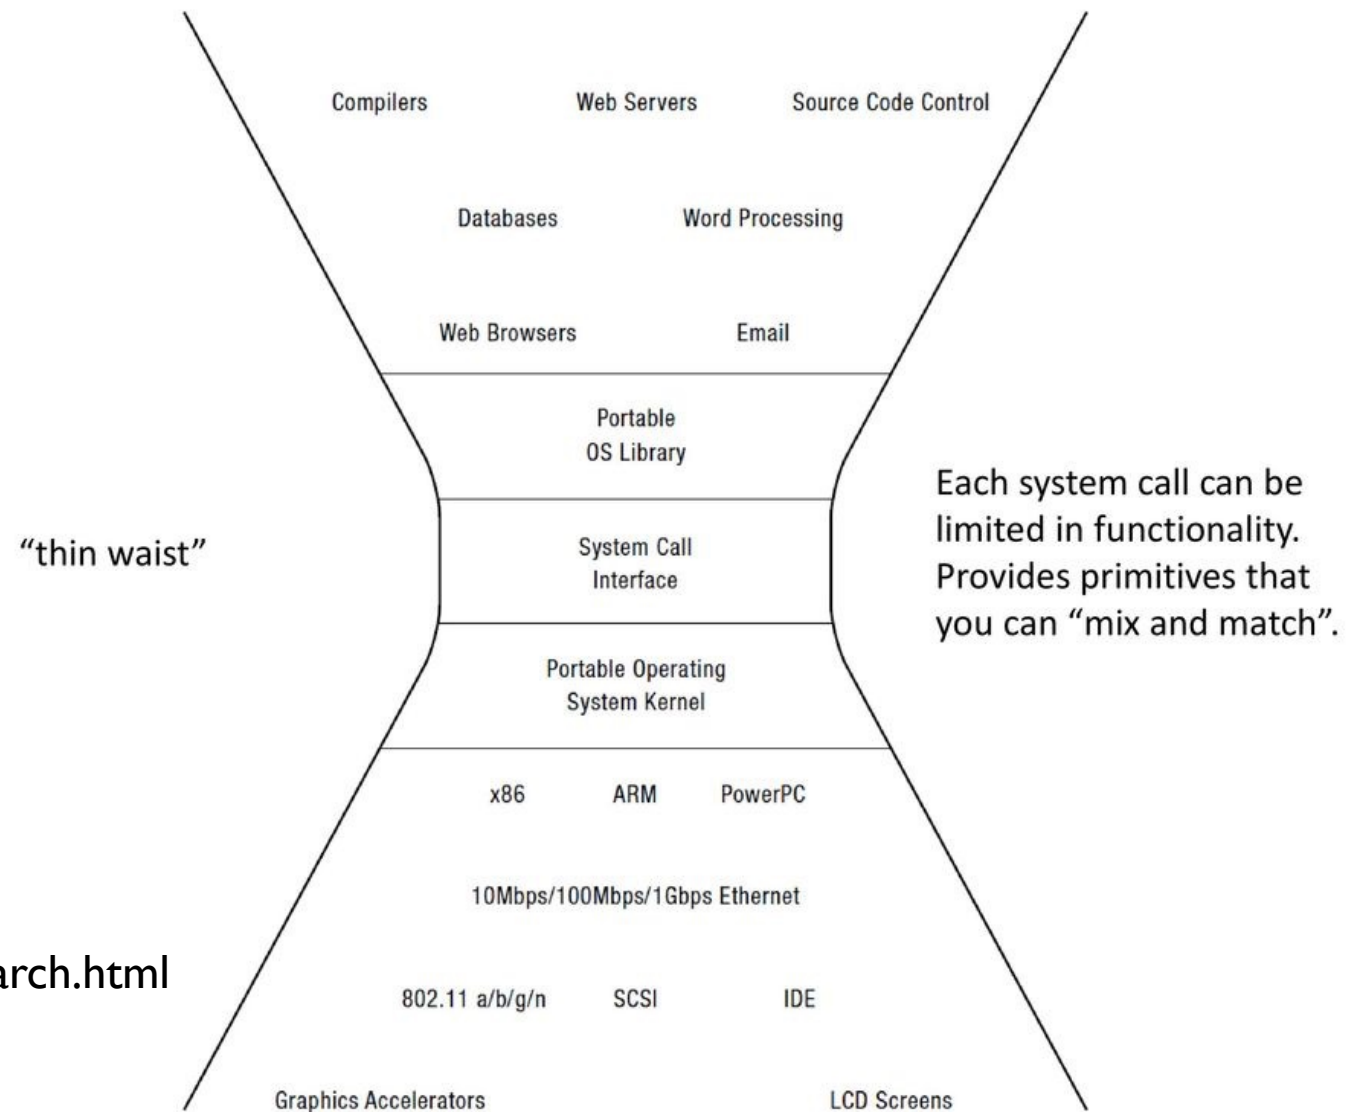 Compilers Web Servers Source Code Control
Databases Word Processing
Web Browsers Email
Portable
OS Library
“thin waist”
System Call
Interface
Each system call can be
limited in functionality.
Provides primitives that
you can “mix and match”.
Portable Operating
System Kernel
x86 ARM PowerPC
10Mbps/100Mbps/1Gbps Ethernet
arch.html
802.11 a/b/g/n SCSI IDE
Graphics Accelerators LCD Screens